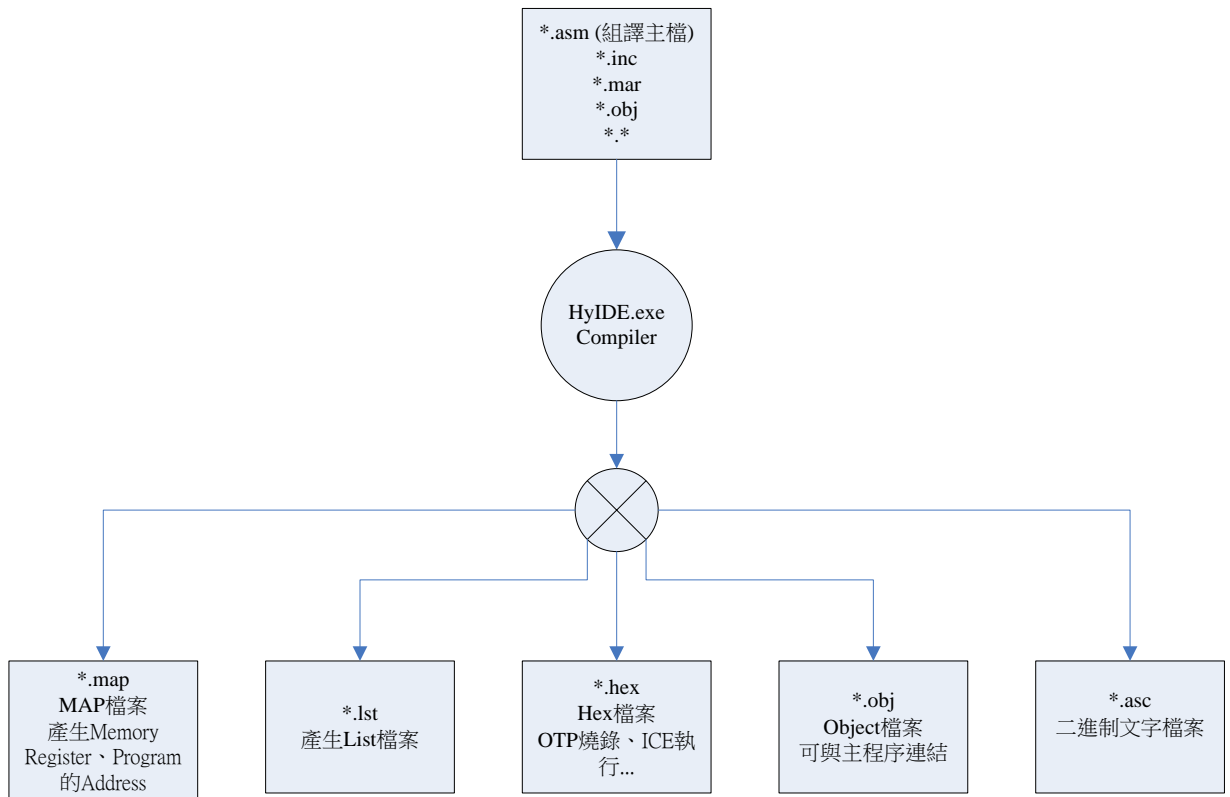 *.asm (組譯主檔)
*.inc
*.mar
*.obj
*.*
HyIDE.exe
Compiler
*.map
MAP檔案
產生Memory
Register、Program
的Address
*.lst
產生List檔案
*.hex
Hex檔案
OTP燒錄、ICE執
行...
*.obj
Object檔案
可與主程序連結
*.asc
二進制文字檔案